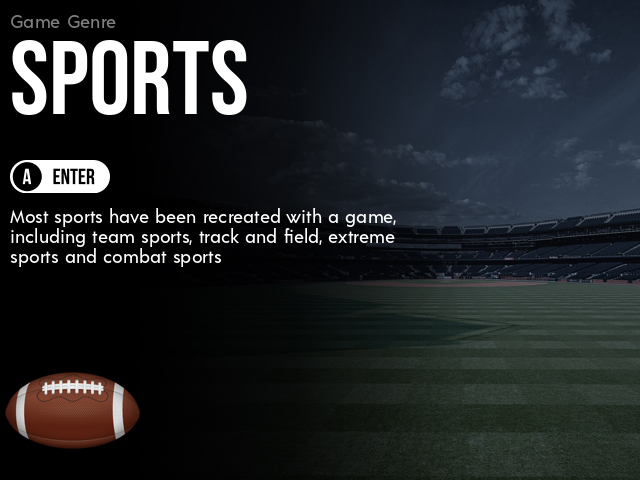 Game Genre
SPORTS
A ENTER
Most sports have been recreated with a game,
including team sports, track and field, extreme
sports and combat sports